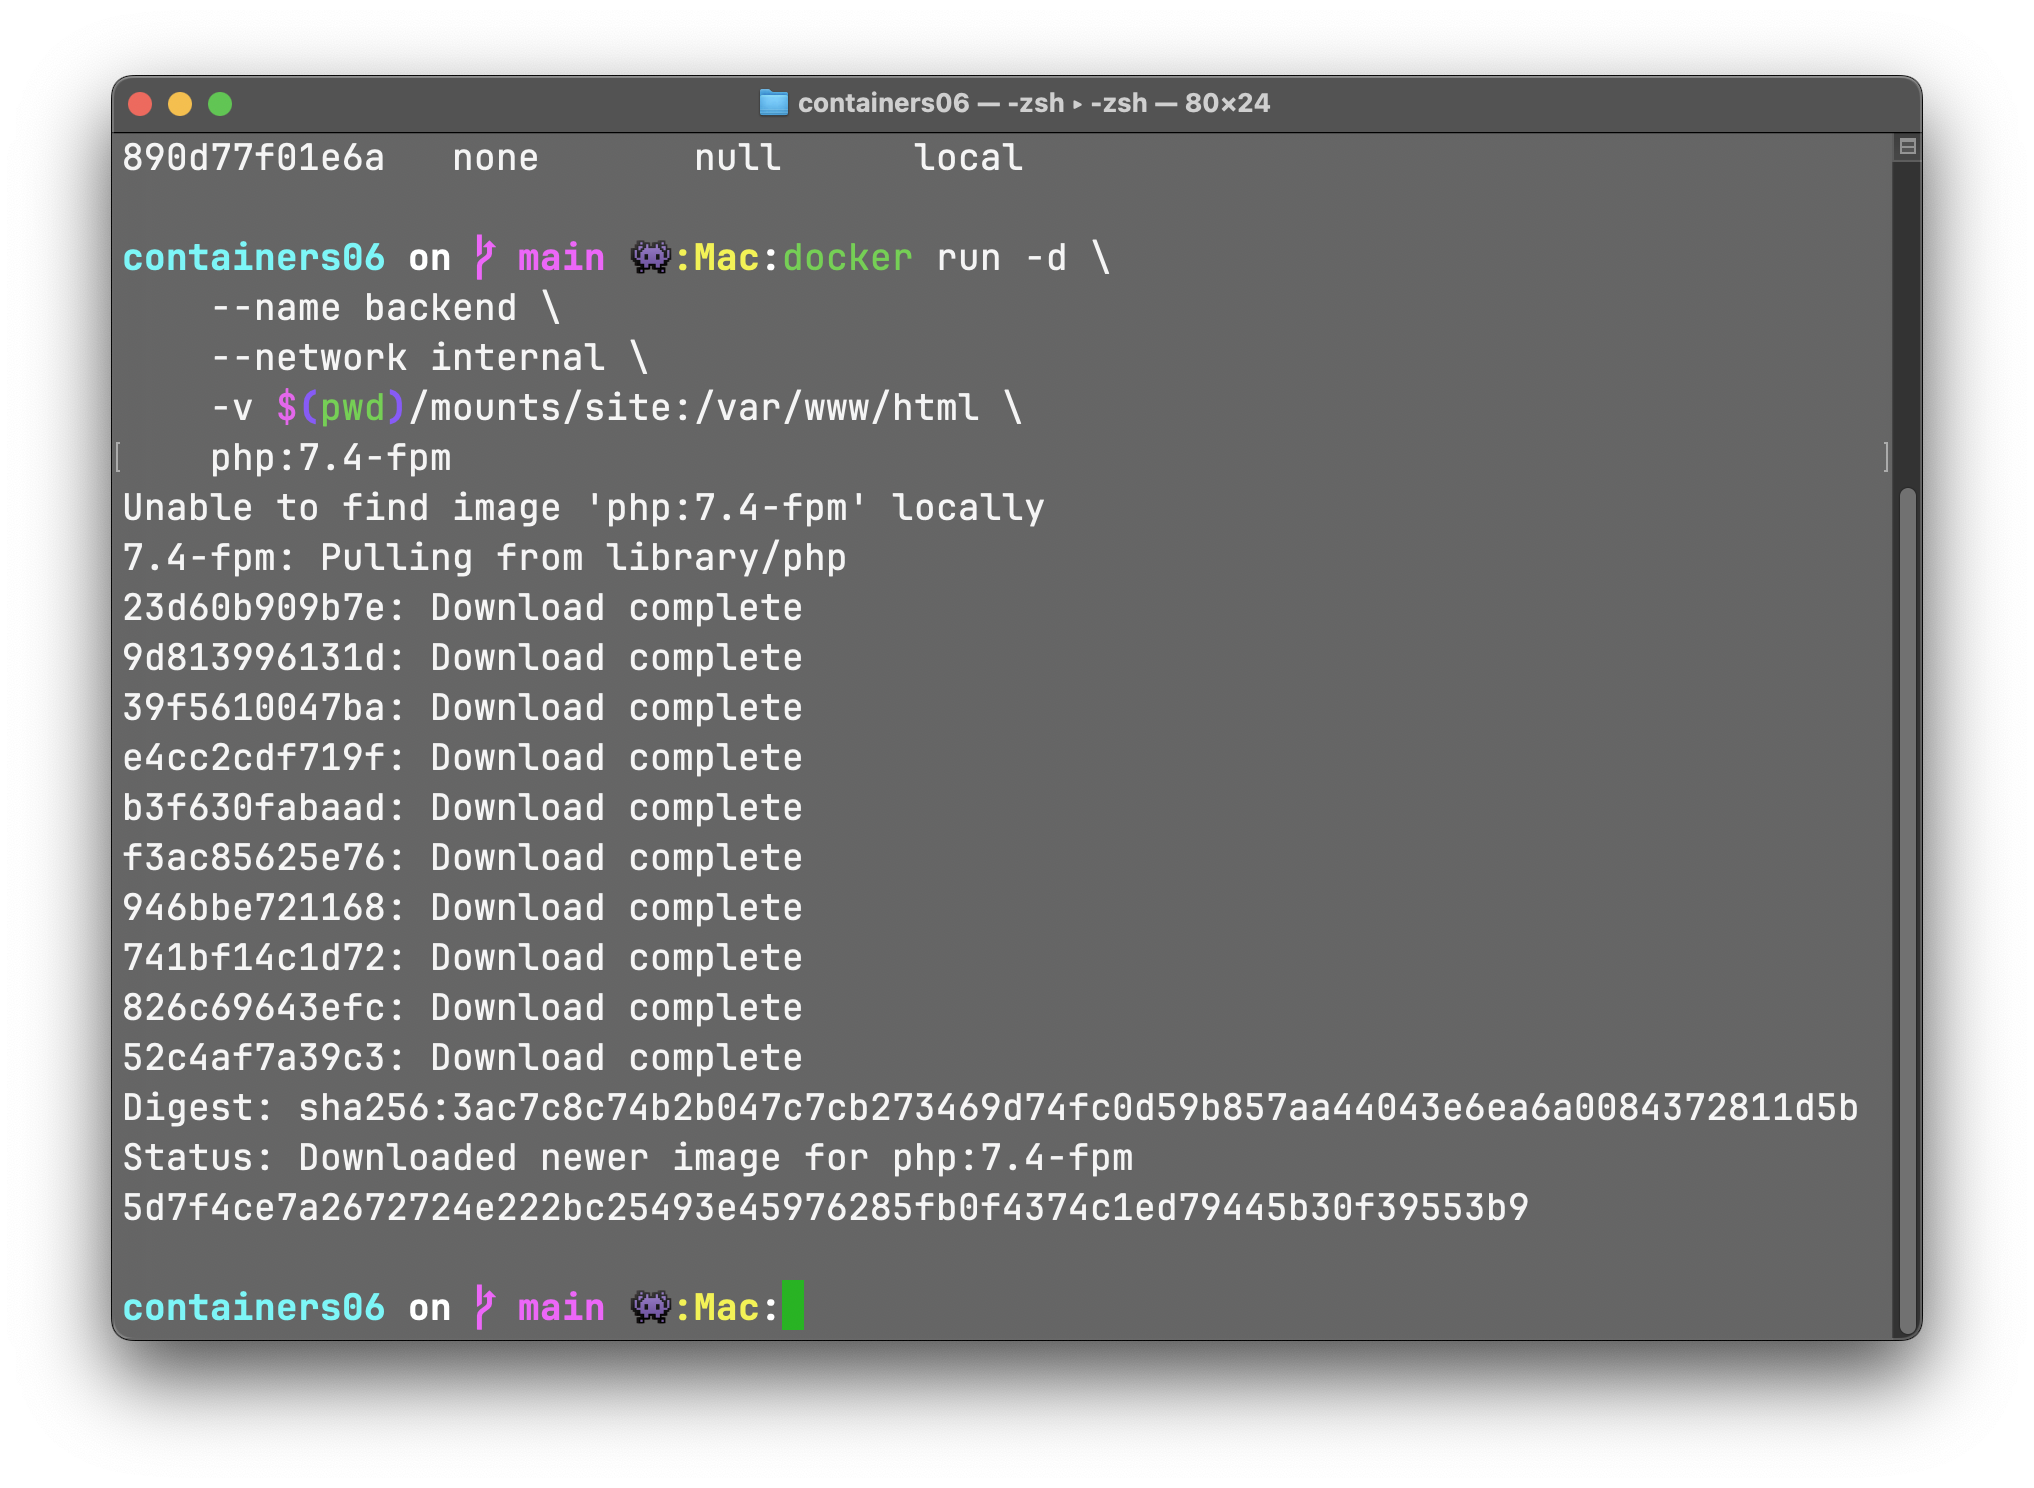 containers06 — -zsh ▸ -zsh — 80×24
890d77f01e6a   none       null      local
containers06 on main 👾:Mac:docker run -d \
    --name backend \
    --network internal \
    -v $(pwd)/mounts/site:/var/www/html \
[    php:7.4-fpm ]
Unable to find image 'php:7.4-fpm' locally
7.4-fpm: Pulling from library/php
23d60b909b7e: Download complete
9d813996131d: Download complete
39f5610047ba: Download complete
e4cc2cdf719f: Download complete
b3f630fabaad: Download complete
f3ac85625e76: Download complete
946bbe721168: Download complete
741bf14c1d72: Download complete
826c69643efc: Download complete
52c4af7a39c3: Download complete
Digest: sha256:3ac7c8c74b2b047c7cb273469d74fc0d59b857aa44043e6ea6a0084372811d5b
Status: Downloaded newer image for php:7.4-fpm
5d7f4ce7a2672724e222bc25493e45976285fb0f4374c1ed79445b30f39553b9
containers06 on main 👾:Mac: